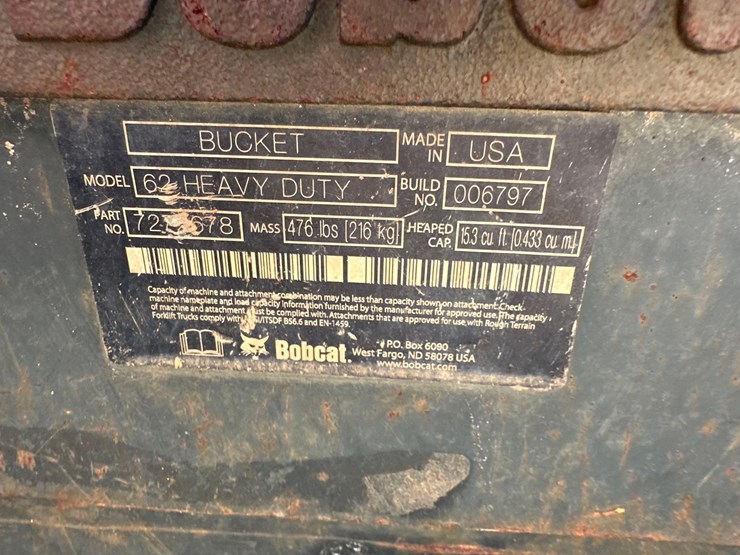 BUCKET MADE IN USA
MODEL 62 HEAVY DUTY BUILD NO. 006797
PART NO. MASS 476 lbs [216 kg] HEAPED CAP. 15.3 cu. ft. [0.433 cu. m]
Capacity of machine and attachment combination may be less than capacity shown on attachment. Check
machine nameplate and load capacity information furnished by the manufacturer for approved use. The capacity
of machine and attachment must be complied with. Attachments that are approved for use with Rough Terrain
Forklift Trucks comply with B56.6 and EN-1459.
Bobcat. P.O. Box 6090
West Fargo, ND 58078 USA
www.bobcat.com